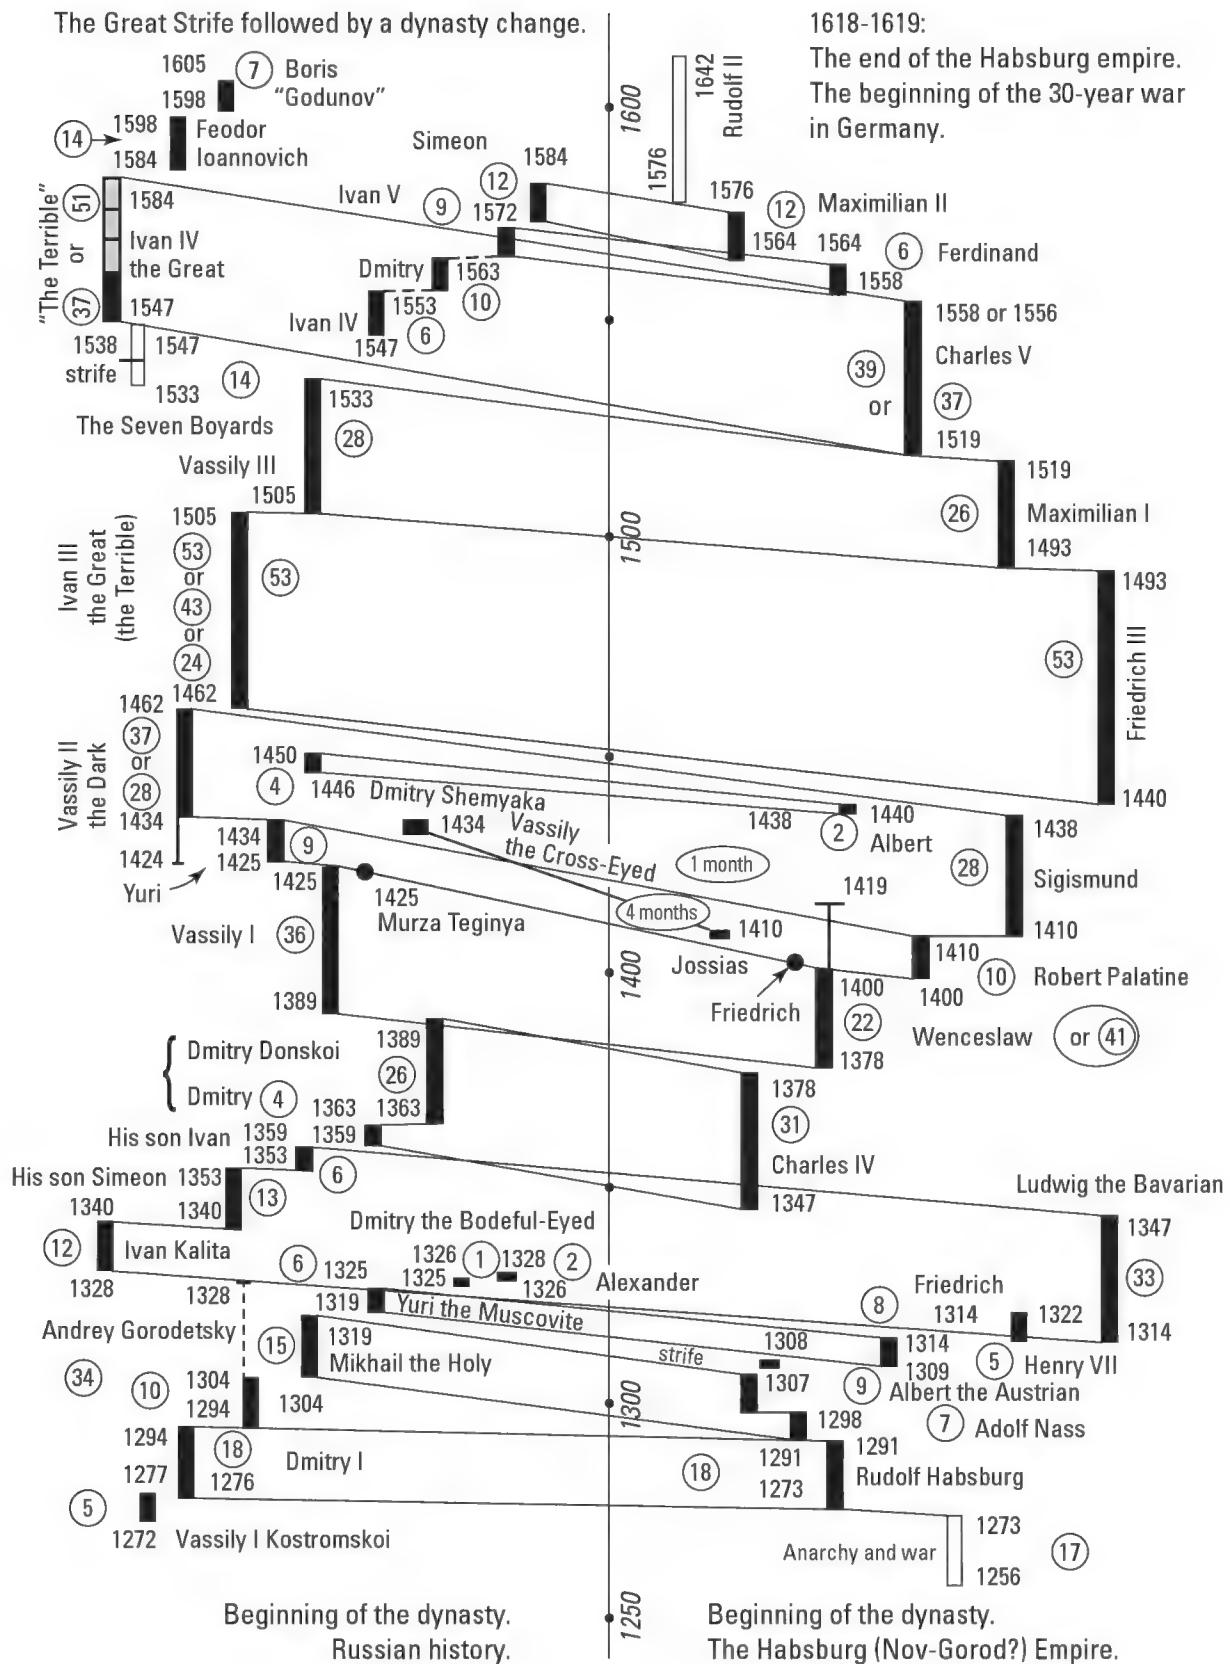 The Great Strife followed by a dynasty change.
1618-1619:
The end of the Habsburg empire.
The beginning of the 30-year war
in Germany.
1605
7
Boris
1598
"Godunov"
1598
14
1584
Feodor
Ioannovich
1600
1642
Rudolf II
1576
Simeon
1584
12
Ivan V
9
1572
1576
12
Maximilian II
1564
1564
6
Ferdinand
1558
"The Terrible"
51
or
37
1584
Ivan IV
the Great
1547
Dmitry
1563
10
1553
Ivan IV
6
1547
1558 or 1556
Charles V
39
or
37
1519
1538
strife
1547
1533
14
The Seven Boyards
1533
28
Vassily III
1505
1519
26
Maximilian I
1493
1500
Ivan III
the Great
(the Terrible)
1505
53
or
43
or
24
1462
53
1493
53
Friedrich III
1440
Vassily II
the Dark
1462
37
or
28
1434
1424
1450
4
1446
Dmitry Shemyaka
1438
1440
2
Albert
1438
28
Sigismund
1410
1434
Vassily
the Cross-Eyed
1 month
1434
1425
9
Yuri
1425
1425
Murza Teginya
4 months
1410
Jossias
1419
1410
10
Robert Palatine
1400
Vassily I
36
1389
1400
Friedrich
1400
22
Wenceslaw
or 41
1378
Dmitry Donskoi
1389
26
Dmitry
4
1363
1363
His son Ivan
1359
1359
1353
6
1378
31
Charles IV
1347
His son Simeon
1353
13
1340
Ludwig the Bavarian
1347
33
1314
1340
12
Ivan Kalita
1328
1328
Dmitry the Bodeful-Eyed
1326
1
1328
2
1325
1326
Alexander
6
1325
1319
Yuri the Muscovite
Friedrich
8
1314
1322
1314
1309
5
Henry VII
Andrey Gorodetsky
15
1319
Mikhail the Holy
1304
strife
1308
1307
9
Albert the Austrian
34
10
1304
1294
1300
1298
7
Adolf Nass
1291
1294
18
1277
1276
Dmitry I
18
1291
Rudolf Habsburg
1273
5
1272
Vassily I Kostromskoi
Anarchy and war
1273
17
1256
1250
Beginning of the dynasty.
Russian history.
Beginning of the dynasty.
The Habsburg (Nov-Gorod?) Empire.